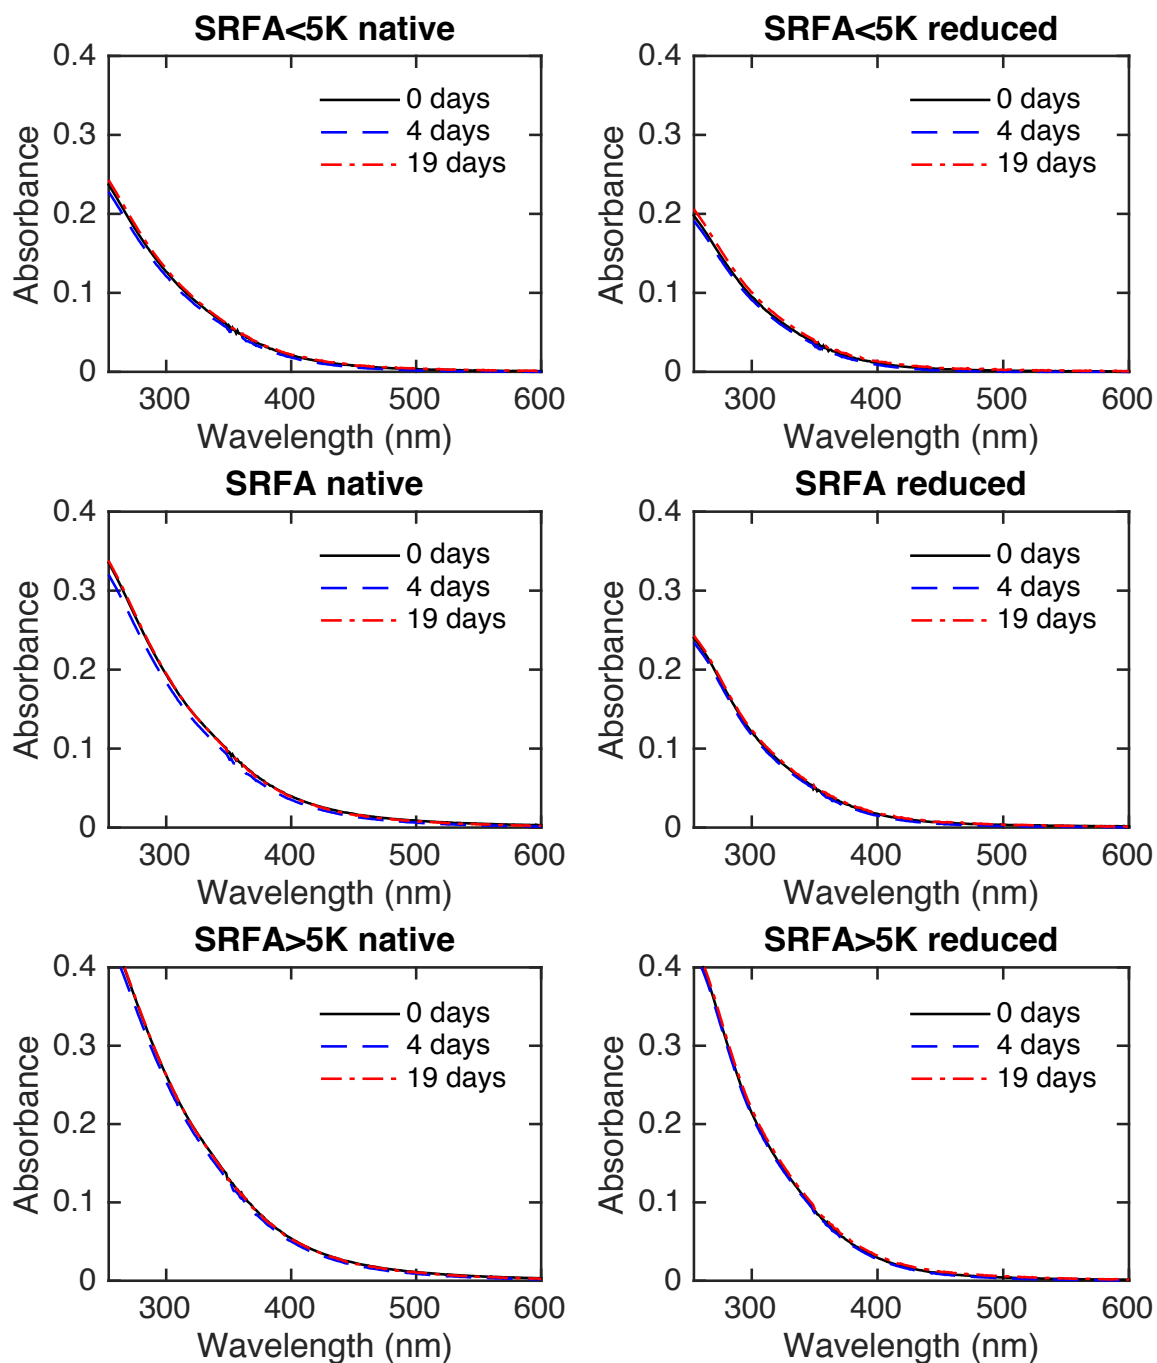 SRFA<5K native
0.4
0.3
0.2
0.1
0
Absorbance
0 days
4 days
19 days
300
400
500
600
Wavelength (nm)
SRFA<5K reduced
0.4
0.3
0.2
0.1
0
Absorbance
0 days
4 days
19 days
300
400
500
600
Wavelength (nm)
SRFA native
0.4
0.3
0.2
0.1
0
Absorbance
0 days
4 days
19 days
300
400
500
600
Wavelength (nm)
SRFA reduced
0.4
0.3
0.2
0.1
0
Absorbance
0 days
4 days
19 days
300
400
500
600
Wavelength (nm)
SRFA>5K native
0.4
0.3
0.2
0.1
0
Absorbance
0 days
4 days
19 days
300
400
500
600
Wavelength (nm)
SRFA>5K reduced
0.4
0.3
0.2
0.1
0
Absorbance
0 days
4 days
19 days
300
400
500
600
Wavelength (nm)